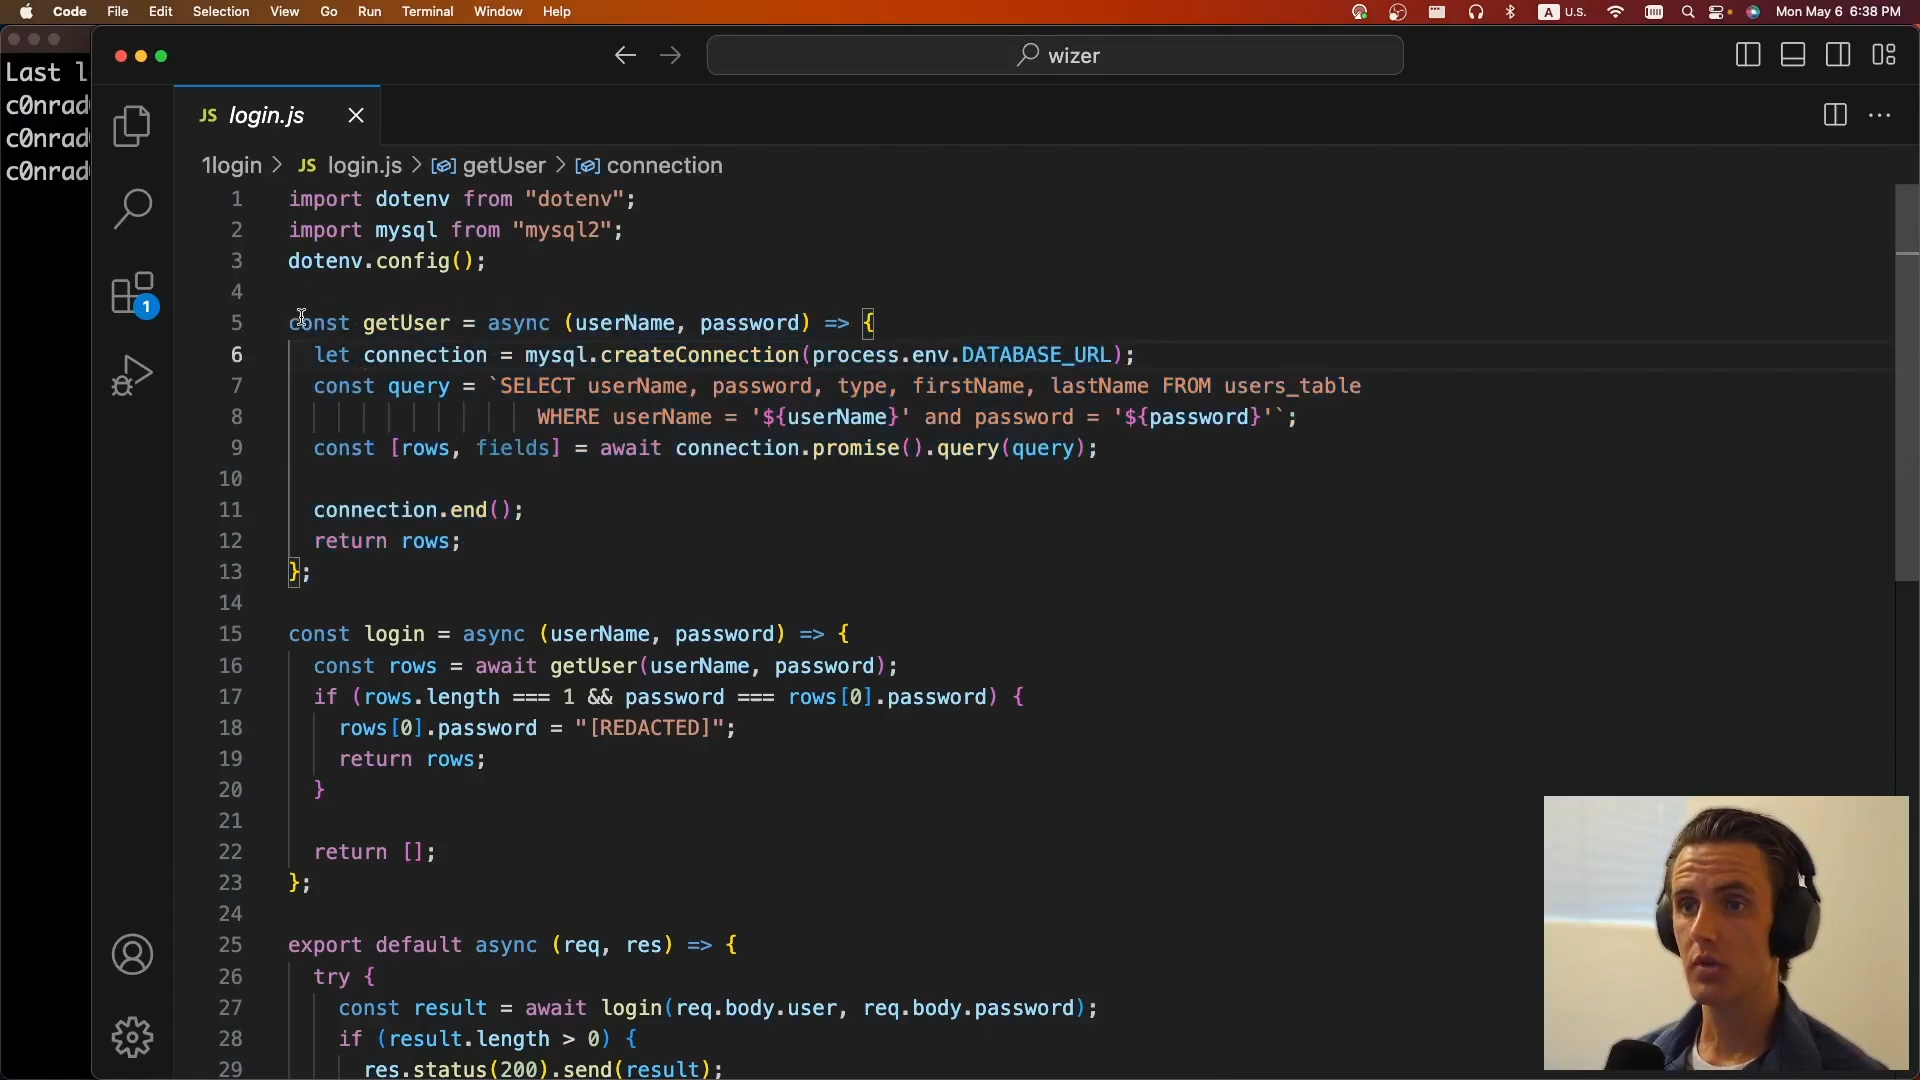 Code File Edit Selection View Go Run Terminal Window Help A U.S. Mon May 6 6:38 PM
Last l
c0nrad
c0nrad
c0nrad
wizer
JS login.js
1login > JS login.js > getUser > connection
1 import dotenv from "dotenv";
2 import mysql from "mysql2";
3 dotenv.config();
4
5 const getUser = async (userName, password) => {
6 let connection = mysql.createConnection(process.env.DATABASE_URL);
7 const query = `SELECT userName, password, type, firstName, lastName FROM users_table
8 WHERE userName = '${userName}' and password = '${password}'`;
9 const [rows, fields] = await connection.promise().query(query);
10
11 connection.end();
12 return rows;
13 };
14
15 const login = async (userName, password) => {
16 const rows = await getUser(userName, password);
17 if (rows.length === 1 && password === rows[0].password) {
18 rows[0].password = "[REDACTED]";
19 return rows;
20 }
21
22 return [];
23 };
24
25 export default async (req, res) => {
26 try {
27 const result = await login(req.body.user, req.body.password);
28 if (result.length > 0) {
29 res.status(200).send(result);
1